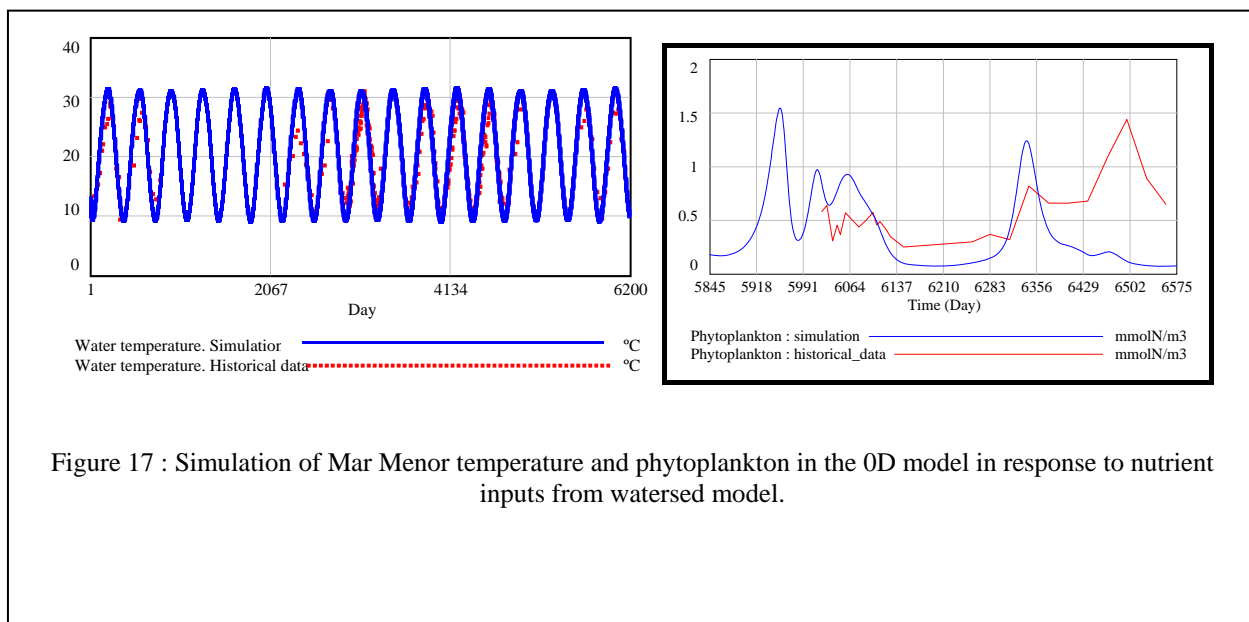 40
30
20
10
0
1 2067 4134 6200
Day
Water temperature. Simulation ºC
Water temperature. Historical data ºC
2
1.5
1
0.5
0
5845 5918 5991 6064 6137 6210 6283 6356 6429 6502 6575
Time (Day)
Phytoplankton : simulation mmolN/m3
Phytoplankton : historical_data mmolN/m3
Figure 17 : Simulation of Mar Menor temperature and phytoplankton in the 0D model in response to nutrient
inputs from watersed model.